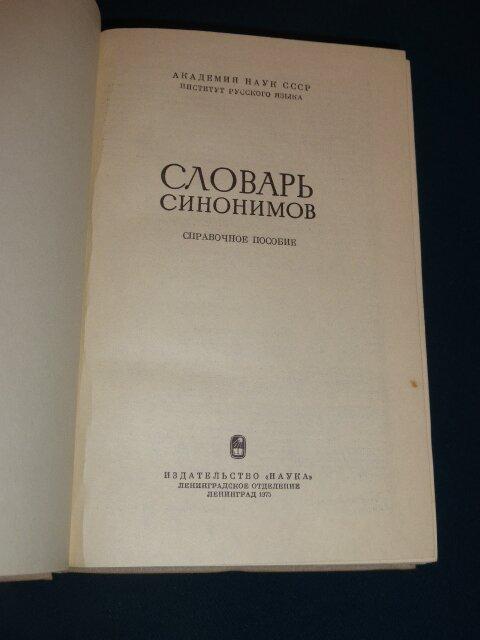 АКАДЕМИЯ НАУК СССР
ИНСТИТУТ РУССКОГО ЯЗЫКА
СЛОВАРЬ
СИНОНИМОВ
СПРАВОЧНОЕ ПОСОБИЕ
ИЗДАТЕЛЬСТВО «НАУКА»
ЛЕНИНГРАДСКОЕ ОТДЕЛЕНИЕ
ЛЕНИНГРАД 1975